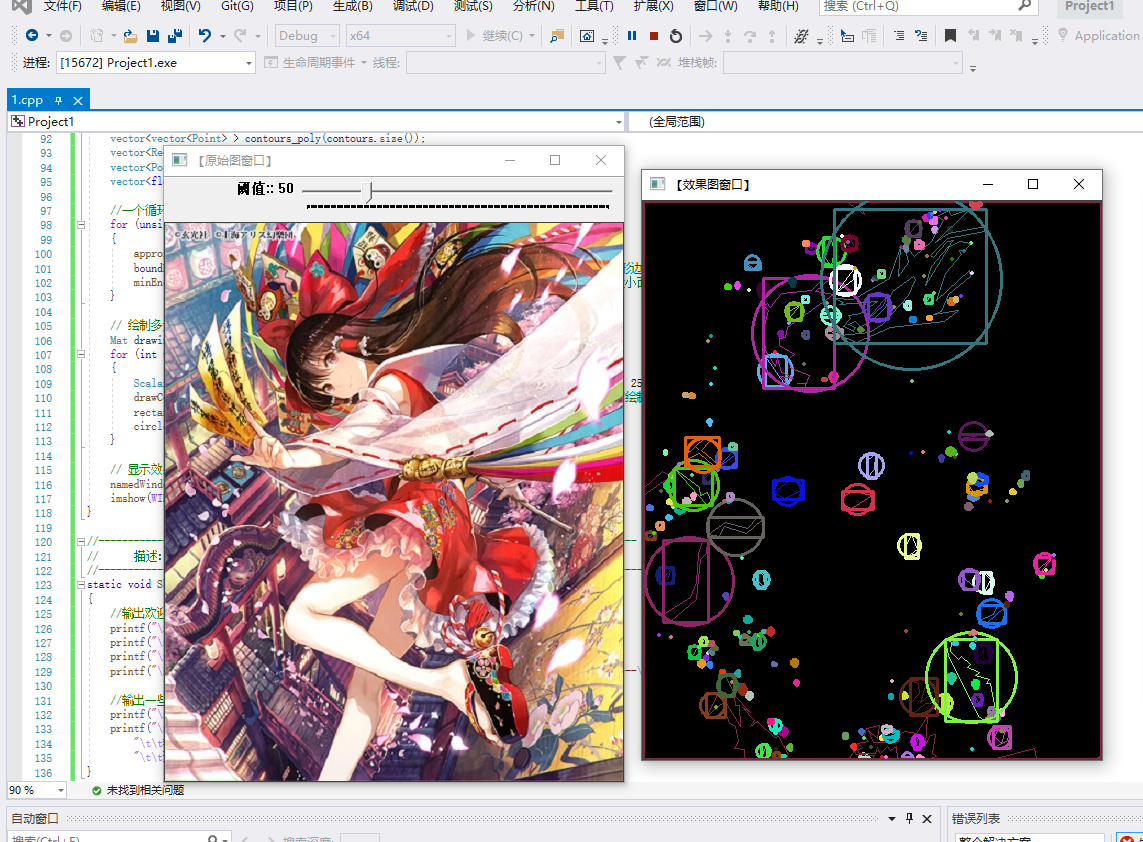 文件(F) 编辑(E) 视图(V) Git(G) 项目(P) 生成(B) 调试(D) 测试(S) 分析(N) 工具(T) 扩展(X) 窗口(W) 帮助(H) 搜索 (Ctrl+Q) Project1
Debug x64 继续(C) Application
进程: [15672] Project1.exe 生命周期事件 线程: 堆栈帧:
1.cpp
Project1 (全局范围)
92 vector<vector<Point> > contours_poly(contours.size());
93 vector<Re
94 vector<Po
95 vector<fl
96
97 //一个循环
98 for (unsi
99 {
100 appro
101 bound
102 minEn
103 }
104
105 // 绘制多
106 Mat drawi
107 for (int
108 {
109 Scala
110 drawC
111 recta
112 circl
113 }
114
115 // 显示效
116 namedWind
117 imshow(WI
118 }
119
120 //
121 // 描述:
122 //
123 static void S
124 {
125 //输出欢迎
126 printf("\
127 printf("\
128 printf("\
129 printf("\
130
131 //输出一些
132 printf("\
133 printf("\
134 "\t\t
135 "\t\t
136 }
【原始图窗口】
阈值:: 50
©玄光社 ©上海アリス幻樂団
【效果图窗口】
90 % 未找到相关问题
自动窗口 错误列表
搜索(Ctrl+E) 搜索深度: 整个解决方案